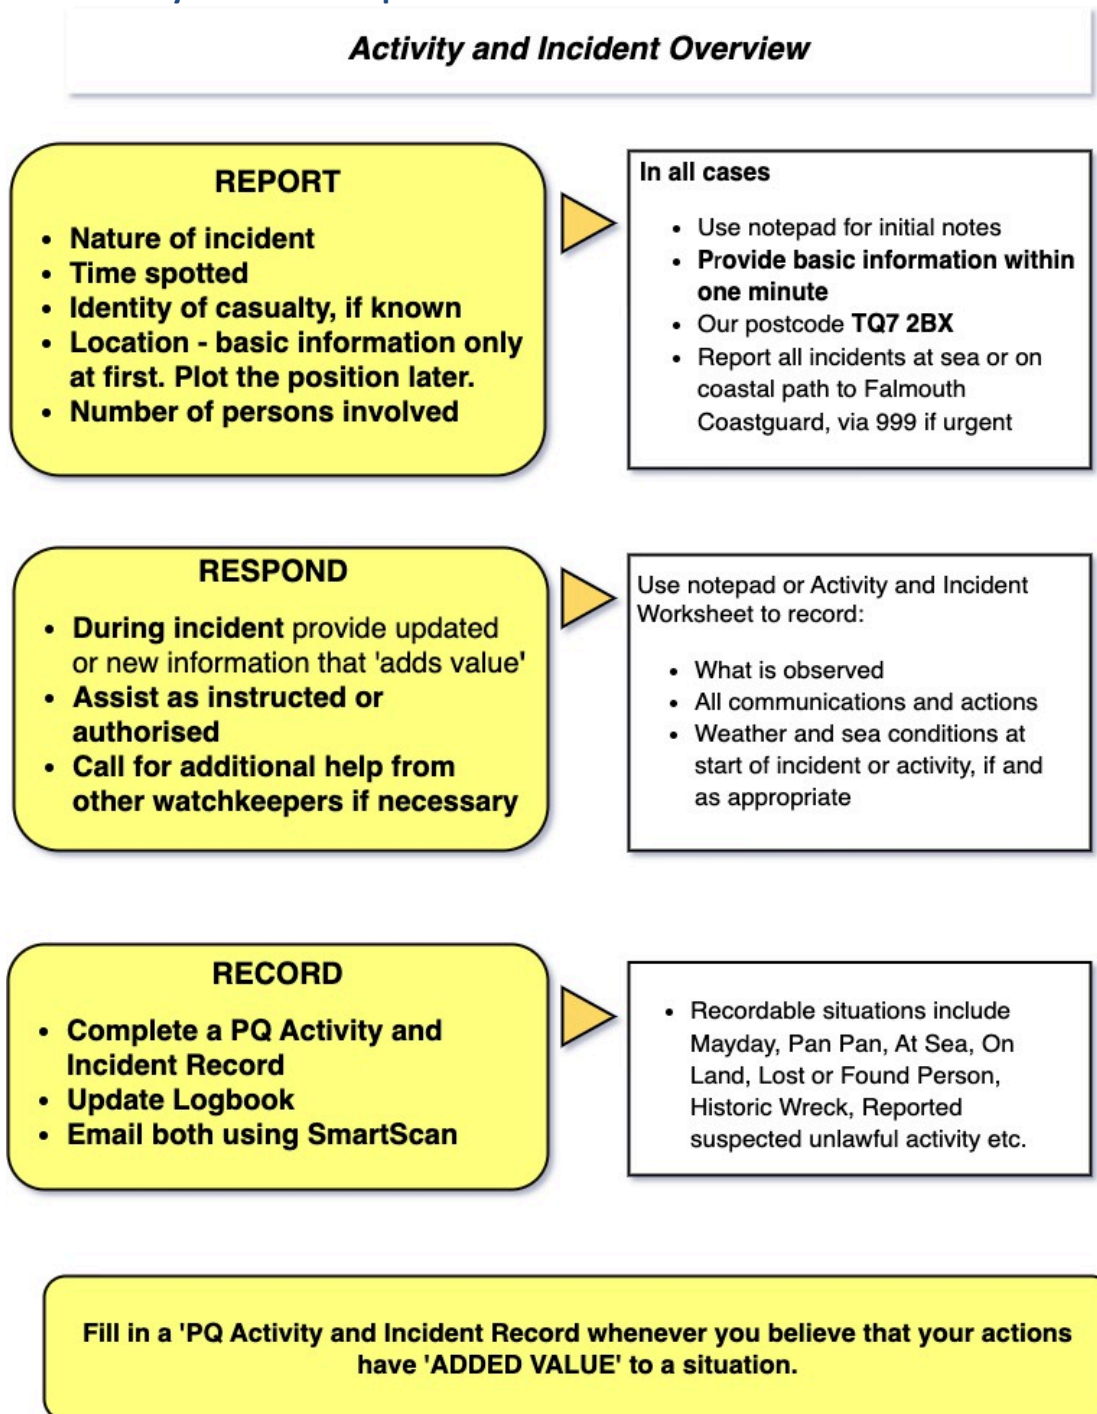 Activity and Incident Overview
REPORT
• Nature of incident
• Time spotted
• Identity of casualty, if known
• Location - basic information only
at first. Plot the position later.
• Number of persons involved
In all cases
• Use notepad for initial notes
• Provide basic information within
one minute
• Our postcode TQ7 2BX
• Report all incidents at sea or on
coastal path to Falmouth
Coastguard, via 999 if urgent
RESPOND
• During incident provide updated
or new information that 'adds value'
• Assist as instructed or
authorised
• Call for additional help from
other watchkeepers if necessary
Use notepad or Activity and Incident
Worksheet to record:
• What is observed
• All communications and actions
• Weather and sea conditions at
start of incident or activity, if and
as appropriate
RECORD
• Complete a PQ Activity and
Incident Record
• Update Logbook
• Email both using SmartScan
• Recordable situations include
Mayday, Pan Pan, At Sea, On
Land, Lost or Found Person,
Historic Wreck, Reported
suspected unlawful activity etc.
Fill in a 'PQ Activity and Incident Record whenever you believe that your actions
have 'ADDED VALUE' to a situation.